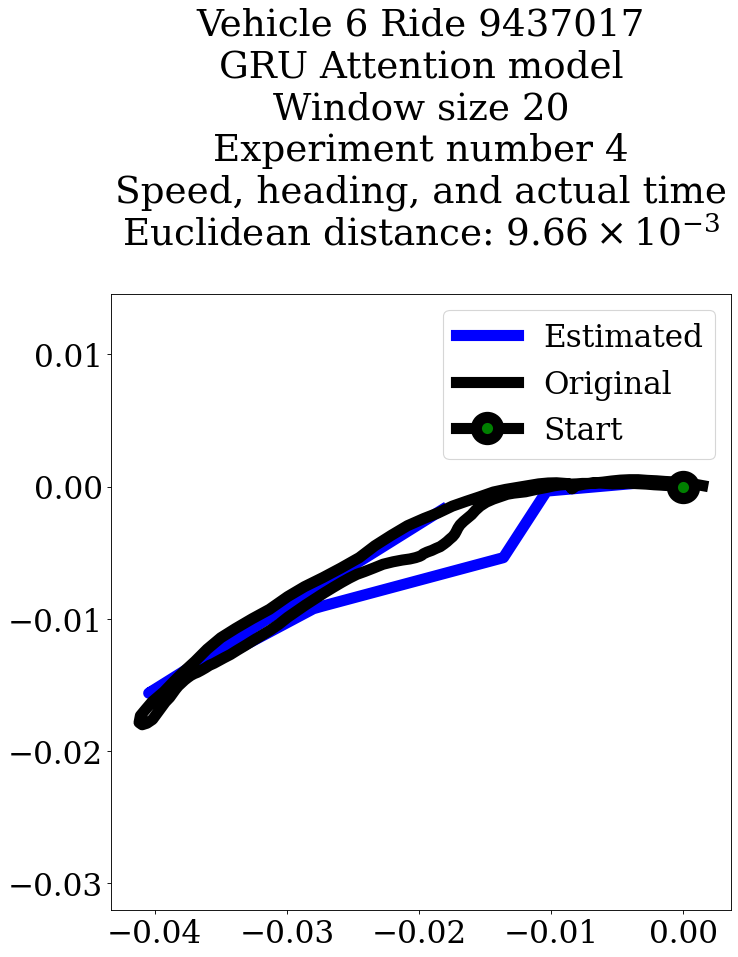 Vehicle 6 Ride 9437017
GRU Attention model
Window size 20
Experiment number 4
Speed, heading, and actual time
Euclidean distance: 9.66 × 10⁻³
Estimated
Original
Start
0.01
0.00
−0.01
−0.02
−0.03
−0.04 −0.03 −0.02 −0.01 0.00